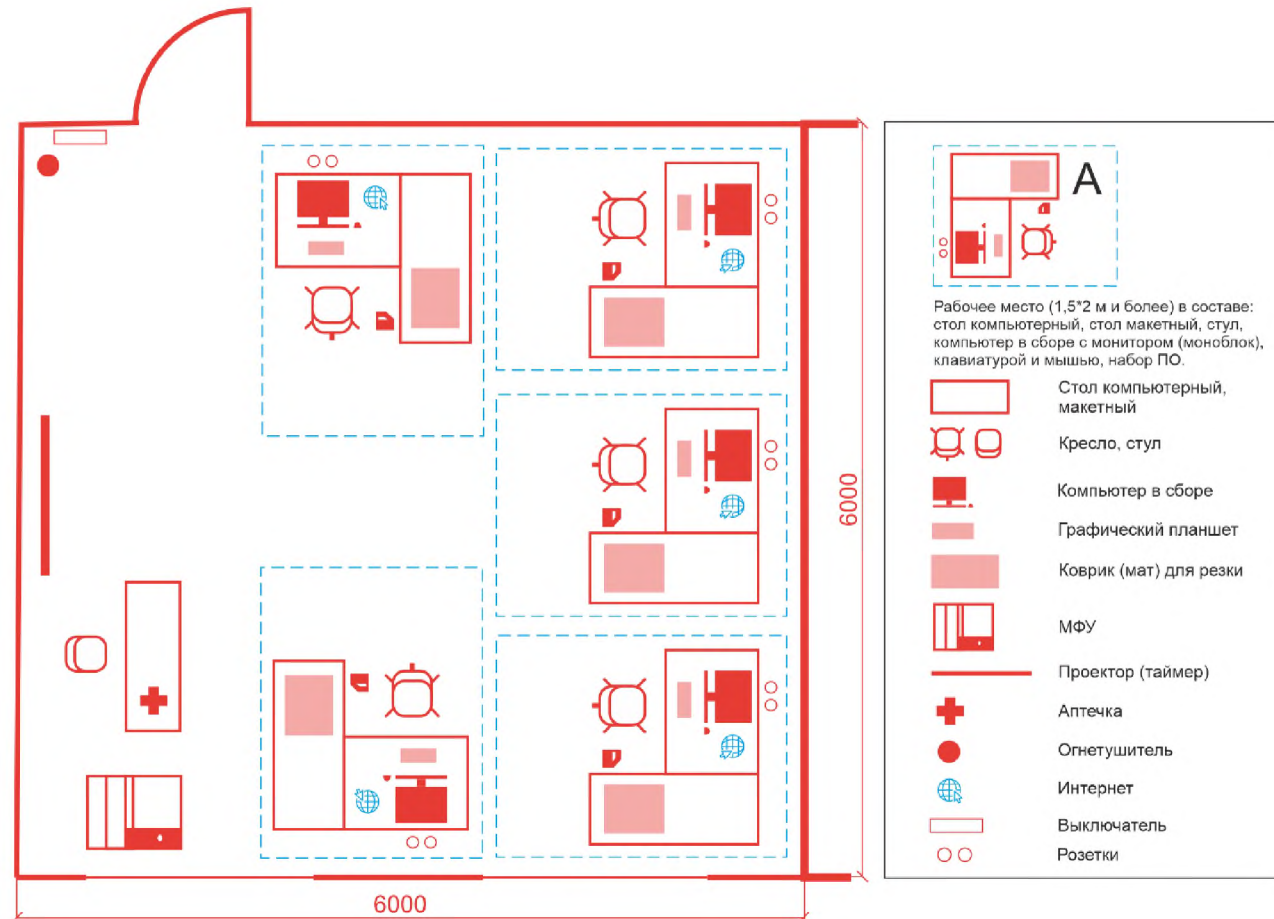 А
Рабочее место (1,5*2 м и более) в составе:
стол компьютерный, стол макетный, стул,
компьютер в сборе с монитором (моноблок),
клавиатурой и мышью, набор ПО.
Стол компьютерный,
макетный
Кресло, стул
Компьютер в сборе
Графический планшет
Коврик (мат) для резки
МФУ
Проектор (таймер)
Аптечка
Огнетушитель
Интернет
Выключатель
Розетки
6000
6000